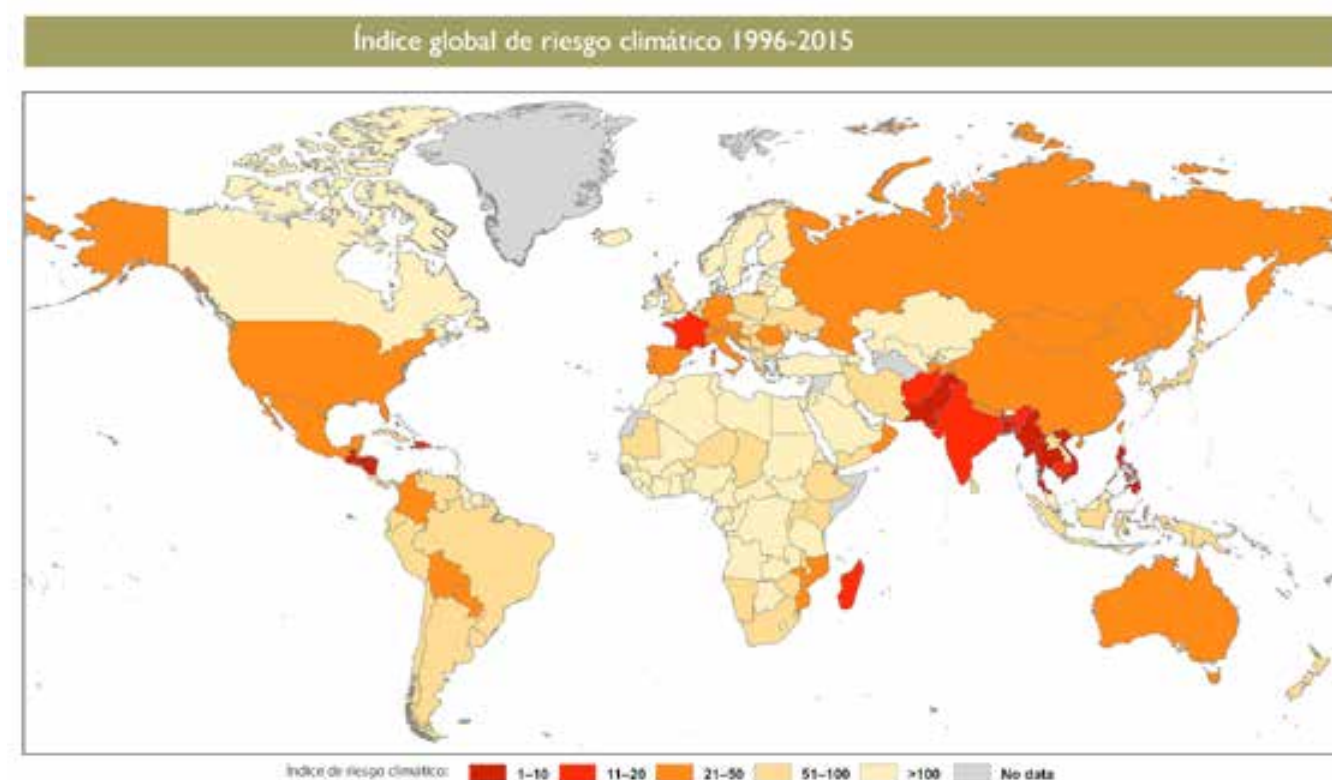 Índice global de riesgo climático 1996-2015
Índice de riesgo climático: 1–10 11–20 21–50 51–100 >100 No data